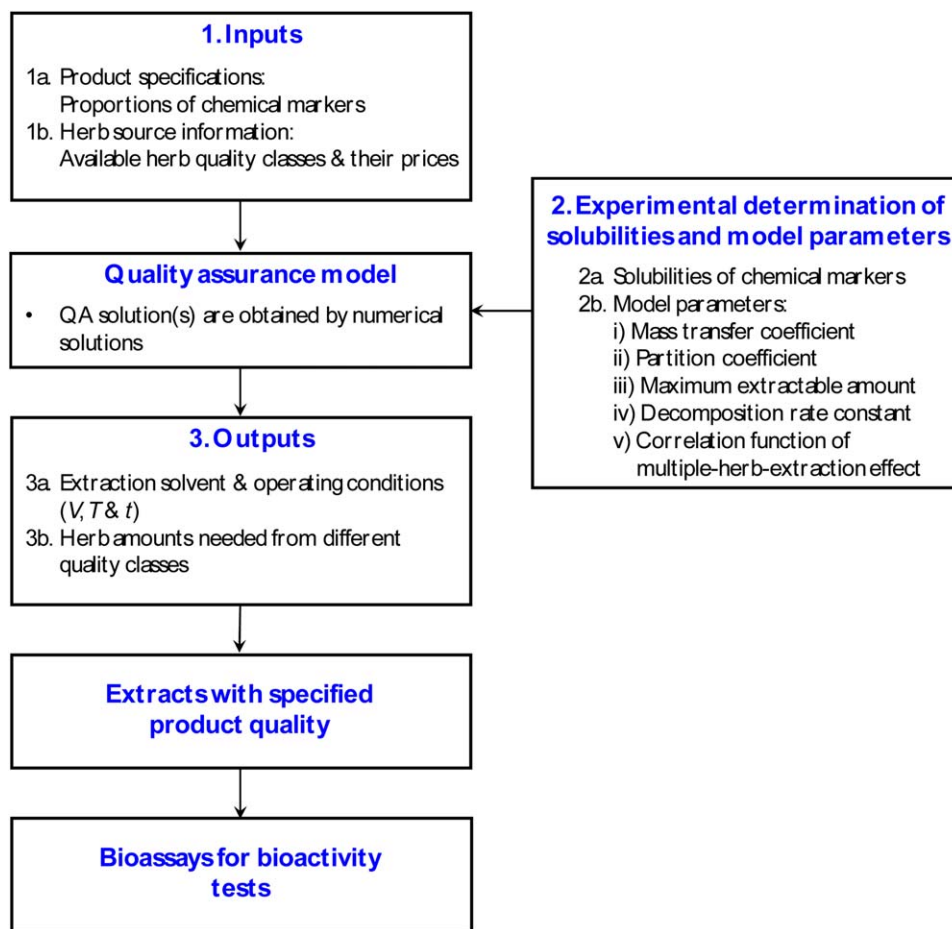 1. Inputs
1a. Product specifications:
Proportions of chemical markers
1b. Herb source information:
Available herb quality classes & their prices
Quality assurance model
• QA solution(s) are obtained by numerical
solutions
2. Experimental determination of
solubilities and model parameters
2a. Solubilities of chemical markers
2b. Model parameters:
i) Mass transfer coefficient
ii) Partition coefficient
iii) Maximum extractable amount
iv) Decomposition rate constant
v) Correlation function of
multiple-herb-extraction effect
3. Outputs
3a. Extraction solvent & operating conditions
(V, T & t)
3b. Herb amounts needed from different
quality classes
Extracts with specified
product quality
Bioassays for bioactivity
tests